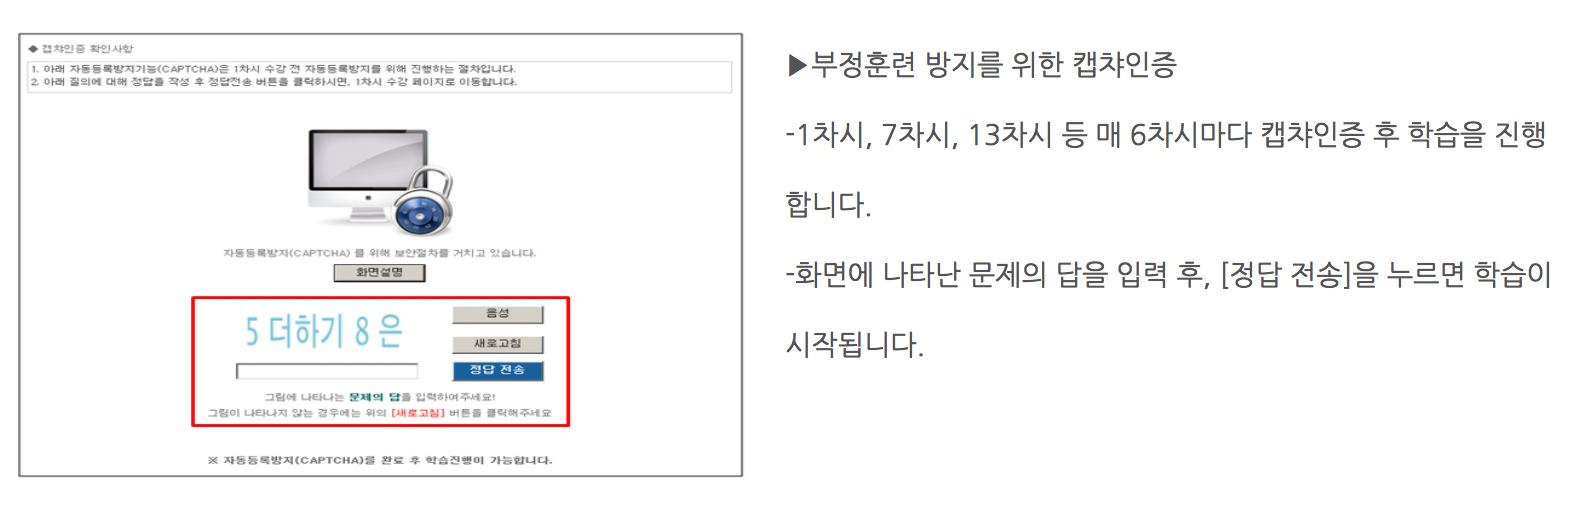 ◆ 캡챠인증 확인사항
1. 아래 자동등록방지기능(CAPTCHA)은 1차시 수강 전 자동등록방지를 위해 진행하는 절차입니다.
2. 아래 질의에 대해 정답을 작성 후 정답전송 버튼을 클릭하시면, 1차시 수강 페이지로 이동합니다.
자동등록방지(CAPTCHA) 를 위해 보안절차를 거치고 있습니다.
화면설명
5 더하기 8 은
음성
새로고침
정답 전송
그림에 나타나는 문제의 답을 입력하여주세요!
그림이 나타나지 않는 경우에는 위의 [새로고침] 버튼을 클릭해주세요
※ 자동등록방지(CAPTCHA)를 완료 후 학습진행이 가능합니다.
▶부정훈련 방지를 위한 캡챠인증
-1차시, 7차시, 13차시 등 매 6차시마다 캡챠인증 후 학습을 진행
합니다.
-화면에 나타난 문제의 답을 입력 후, [정답 전송]을 누르면 학습이
시작됩니다.